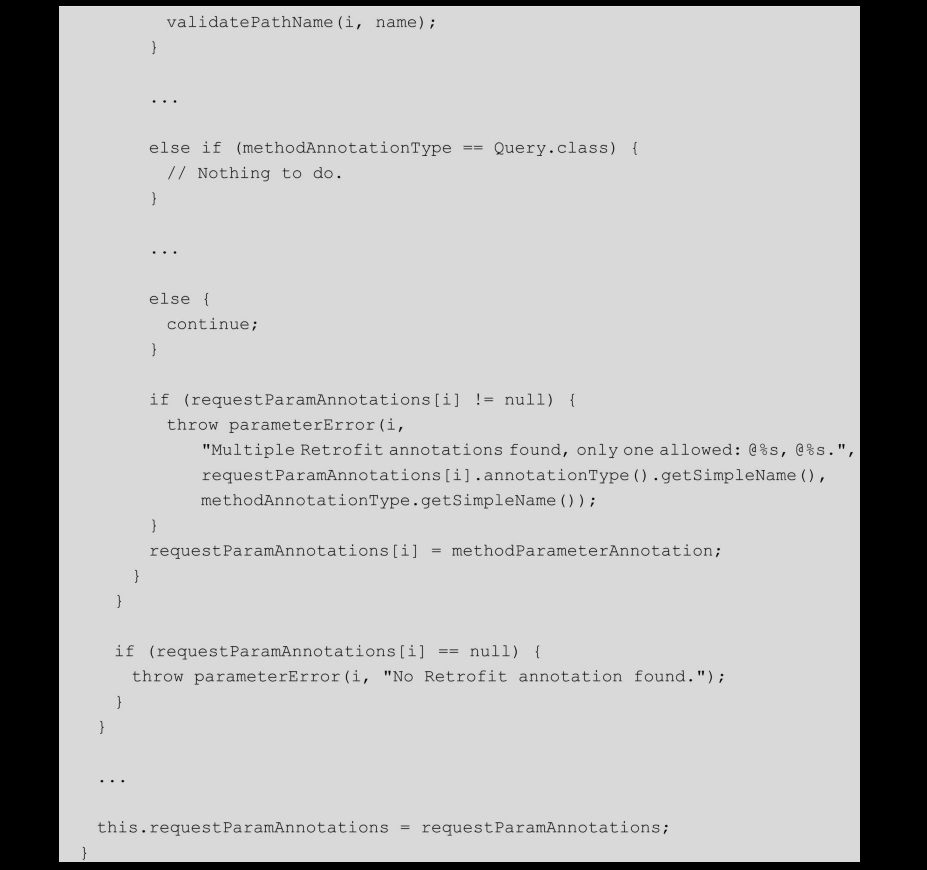 validatePathName(i, name);
}
...
else if (methodAnnotationType == Query.class) {
// Nothing to do.
}
...
else {
continue;
}
if (requestParamAnnotations[i] != null) {
throw parameterError(i,
"Multiple Retrofit annotations found, only one allowed: @%s, @%s.",
requestParamAnnotations[i].annotationType().getSimpleName(),
methodAnnotationType.getSimpleName());
}
requestParamAnnotations[i] = methodParameterAnnotation;
}
}
if (requestParamAnnotations[i] == null) {
throw parameterError(i, "No Retrofit annotation found.");
}
}
...
this.requestParamAnnotations = requestParamAnnotations;
}